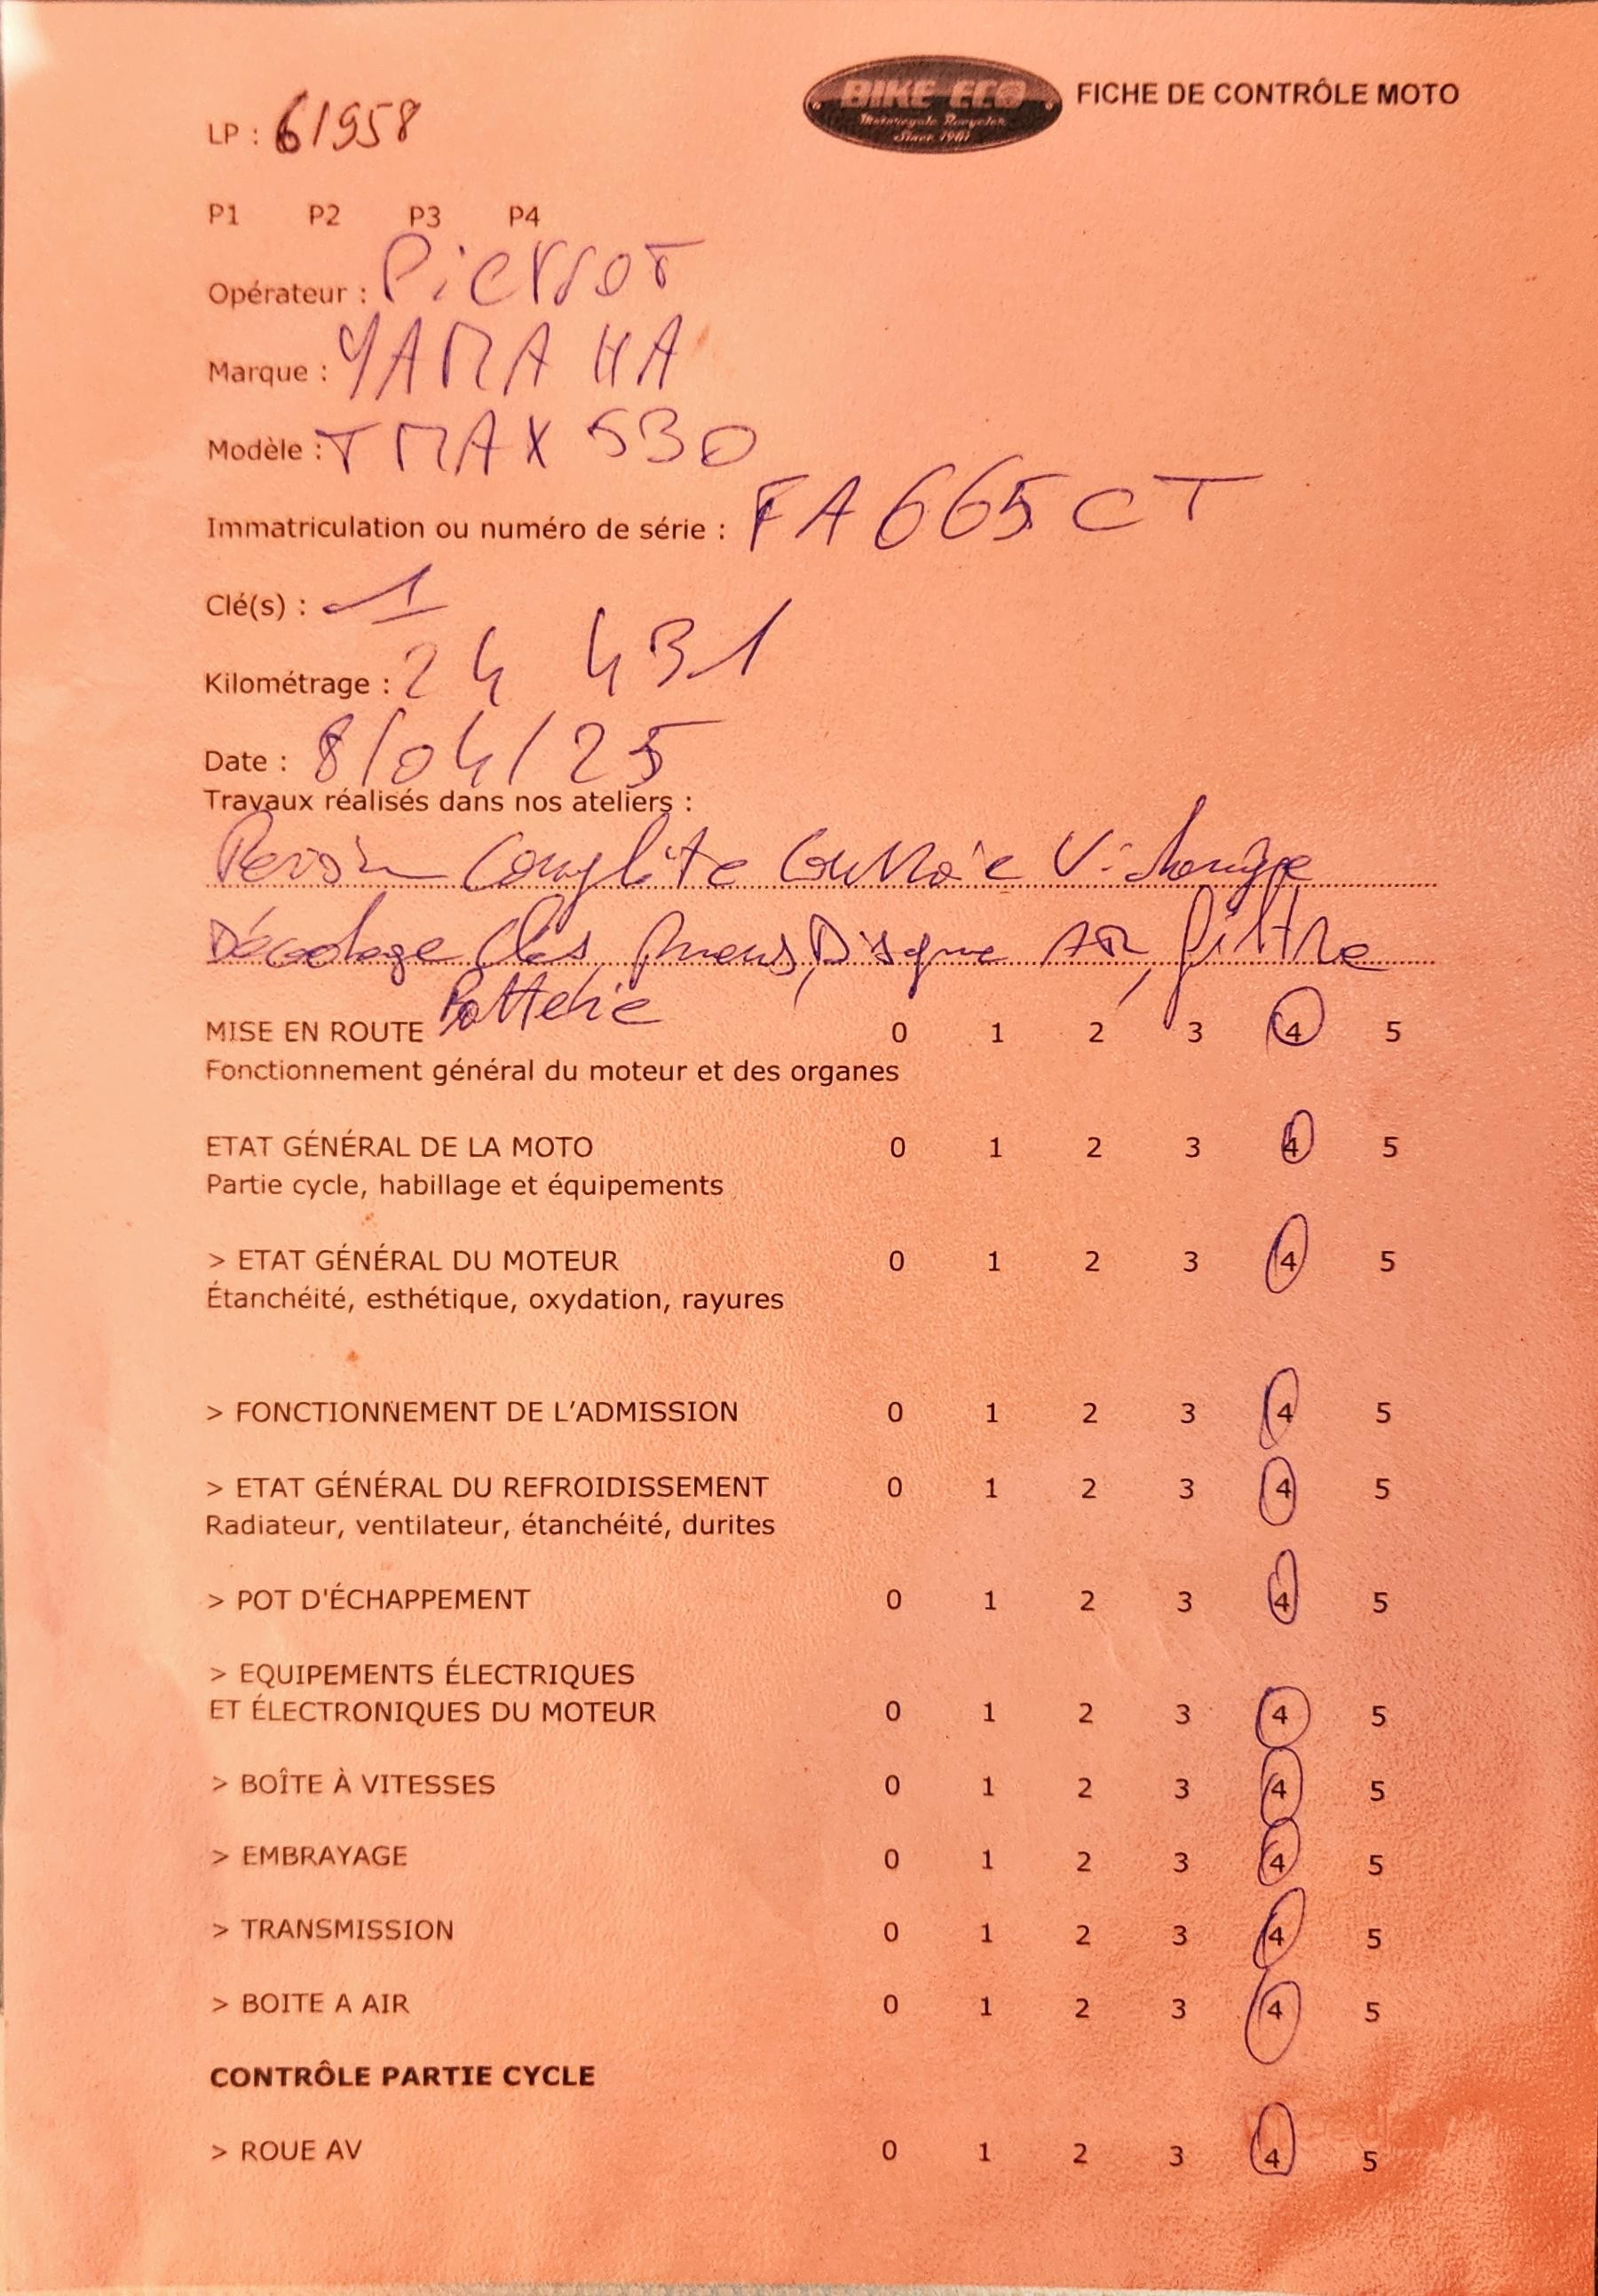 BIKE ECO
Motorcycle Recycler
Since 1981
FICHE DE CONTRÔLE MOTO
LP : 61958
P1 P2 P3 P4
Opérateur : Pierrot
Marque : YAMAHA
Modèle : TMAX 530
Immatriculation ou numéro de série : FA665CT
Clé(s) : 1
Kilométrage : 24 431
Date : 8/04/25
Travaux réalisés dans nos ateliers :
Complète Courroie Vidange
des pneus, Disque AR, filtre
Batterie
MISE EN ROUTE 0 1 2 3 4 5
Fonctionnement général du moteur et des organes
ETAT GÉNÉRAL DE LA MOTO 0 1 2 3 4 5
Partie cycle, habillage et équipements
> ETAT GÉNÉRAL DU MOTEUR 0 1 2 3 4 5
Étanchéité, esthétique, oxydation, rayures
> FONCTIONNEMENT DE L'ADMISSION 0 1 2 3 4 5
> ETAT GÉNÉRAL DU REFROIDISSEMENT 0 1 2 3 4 5
Radiateur, ventilateur, étanchéité, durites
> POT D'ÉCHAPPEMENT 0 1 2 3 4 5
> EQUIPEMENTS ÉLECTRIQUES
ET ÉLECTRONIQUES DU MOTEUR 0 1 2 3 4 5
> BOÎTE À VITESSES 0 1 2 3 4 5
> EMBRAYAGE 0 1 2 3 4 5
> TRANSMISSION 0 1 2 3 4 5
> BOITE A AIR 0 1 2 3 4 5
CONTRÔLE PARTIE CYCLE
> ROUE AV 0 1 2 3 4 5